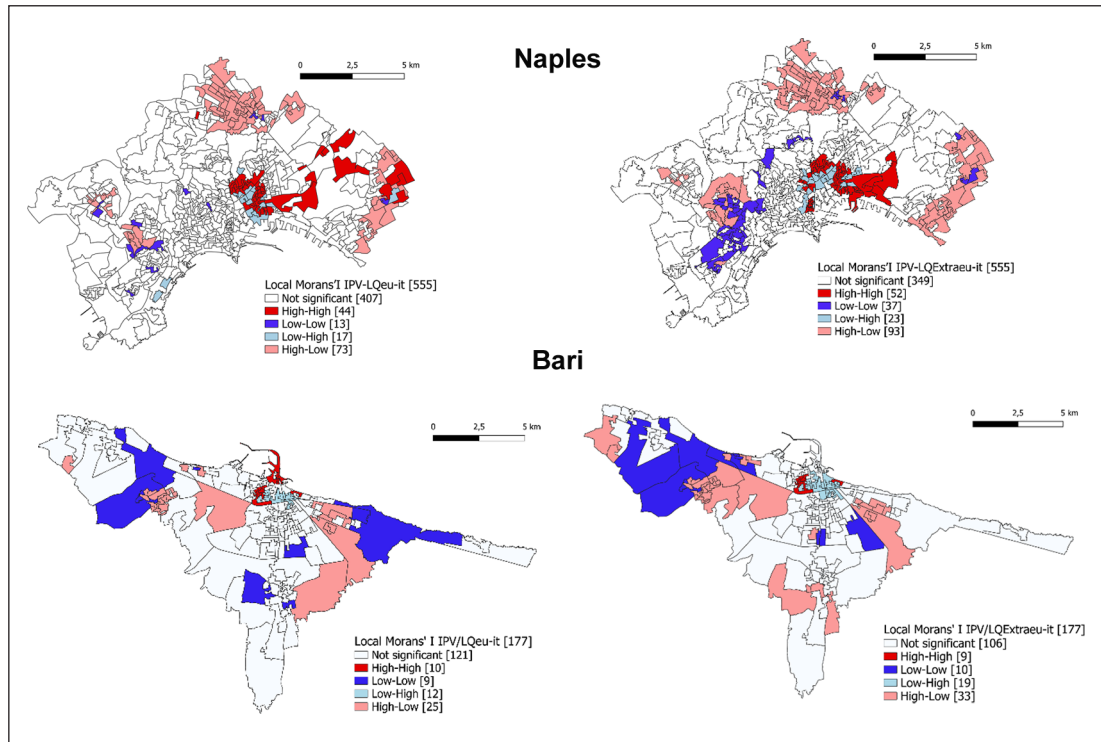 Naples
0 2,5 5 km
0 2,5 5 km
Local Morans'I IPV-LQeu-it [555]
Not significant [407]
High-High [44]
Low-Low [13]
Low-High [17]
High-Low [73]
Local Morans'I IPV-LQExtraeu-it [555]
Not significant [349]
High-High [52]
Low-Low [37]
Low-High [23]
High-Low [93]
Bari
0 2,5 5 km
0 2,5 5 km
Local Morans' I IPV/LQeu-it [177]
Not significant [121]
High-High [10]
Low-Low [9]
Low-High [12]
High-Low [25]
Local Morans' I IPV/LQExtraeu-it [177]
Not significant [106]
High-High [9]
Low-Low [10]
Low-High [19]
High-Low [33]